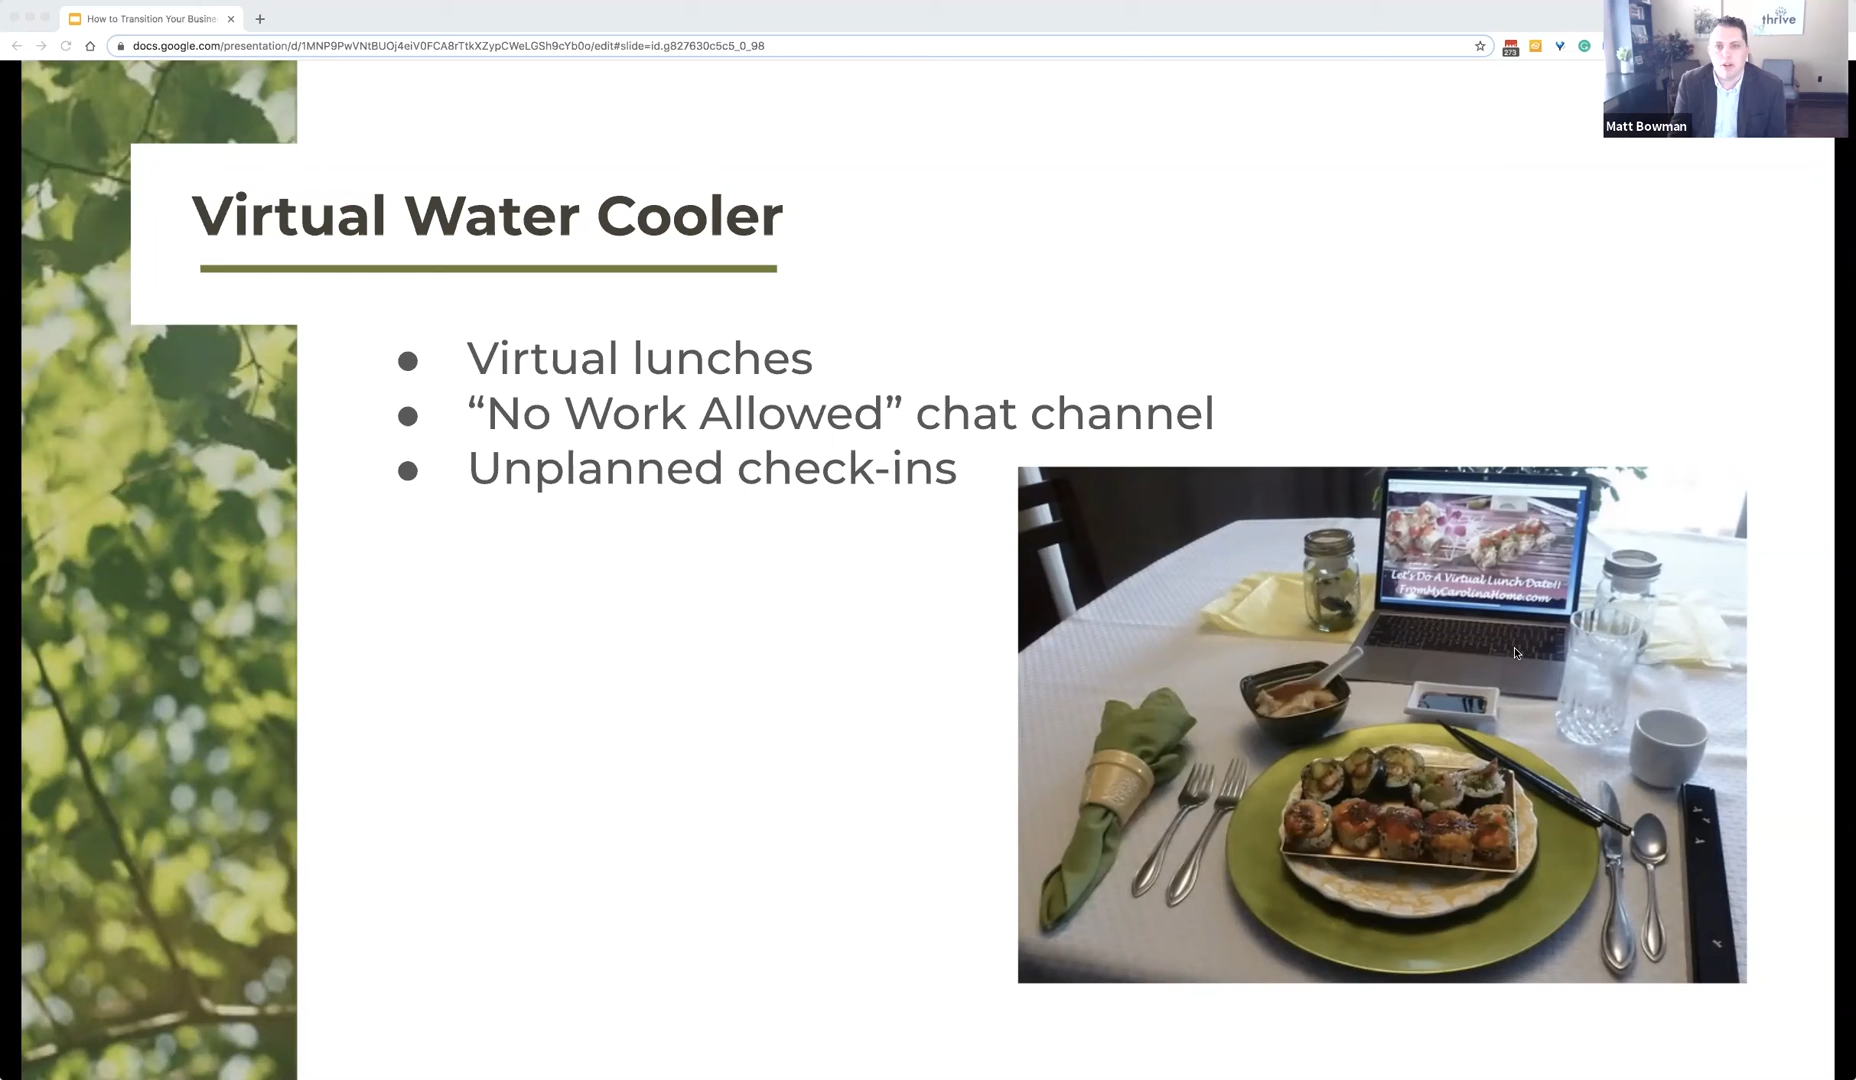 How to Transition Your Busine
docs.google.com/presentation/d/1MNP9PwVNtBUOj4eiV0FCA8rTtkXZypCWeLGSh9cYb0o/edit#slide=id.g827630c5c5_0_98
273
thrive
Matt Bowman
Virtual Water Cooler
● Virtual lunches
● “No Work Allowed” chat channel
● Unplanned check-ins
Let's Do A Virtual Lunch Date!!
FromMyCarolinaHome.com